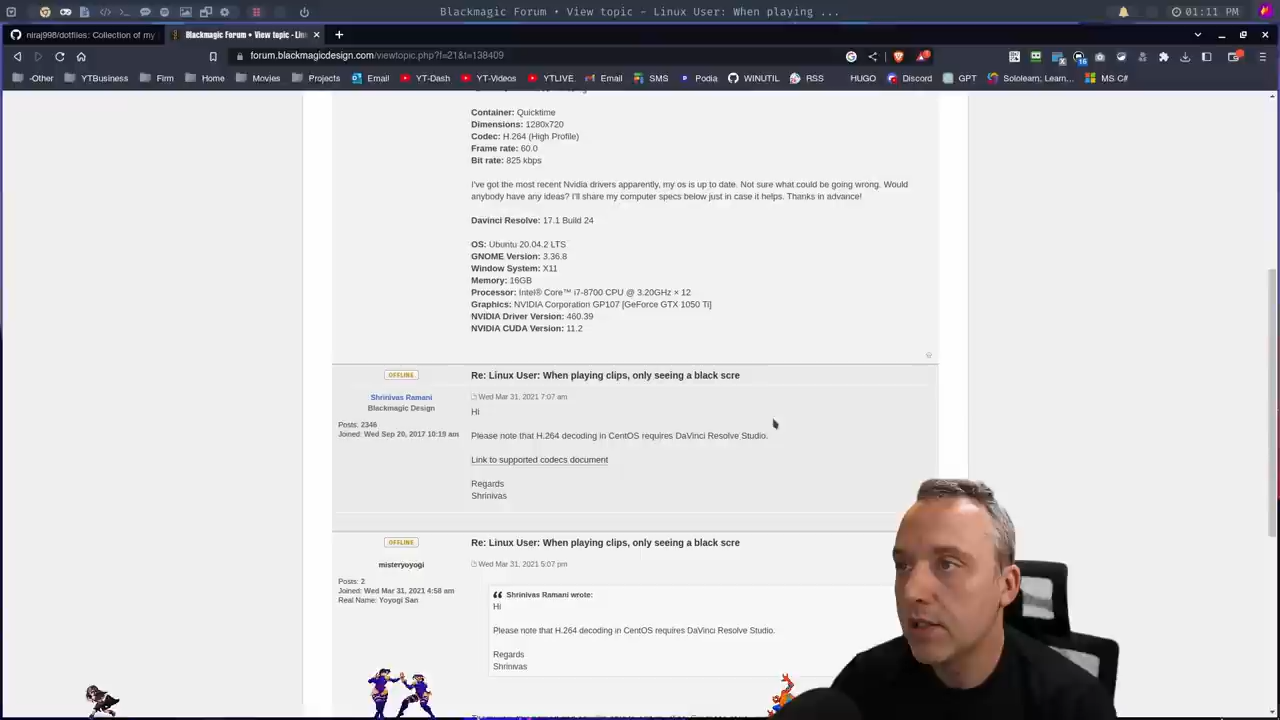 Blackmagic Forum • View topic - Linux User: When playing ...
01:11 PM
niraj998/dotfiles: Collection of my
Blackmagic Forum • View topic - Lin
forum.blackmagicdesign.com/viewtopic.php?f=21&t=138409
-Other
YTBusiness
Firm
Home
Movies
Projects
Email
YT-Dash
YT-Videos
YTLIVE
Email
SMS
Podia
WINUTIL
RSS
HUGO
Discord
GPT
Sololearn: Learn...
MS C#
Container: Quicktime
Dimensions: 1280x720
Codec: H.264 (High Profile)
Frame rate: 60.0
Bit rate: 825 kbps
I've got the most recent Nvidia drivers apparently, my os is up to date. Not sure what could be going wrong. Would
anybody have any ideas? I'll share my computer specs below just in case it helps. Thanks in advance!
Davinci Resolve: 17.1 Build 24
OS: Ubuntu 20.04.2 LTS
GNOME Version: 3.36.8
Window System: X11
Memory: 16GB
Processor: Intel® Core™ i7-8700 CPU @ 3.20GHz × 12
Graphics: NVIDIA Corporation GP107 [GeForce GTX 1050 Ti]
NVIDIA Driver Version: 460.39
NVIDIA CUDA Version: 11.2
OFFLINE
Re: Linux User: When playing clips, only seeing a black scre
Shrinivas Ramani
Blackmagic Design
Posts: 2346
Joined: Wed Sep 20, 2017 10:19 am
Wed Mar 31, 2021 7:07 am
Hi
Please note that H.264 decoding in CentOS requires DaVinci Resolve Studio.
Link to supported codecs document
Regards
Shrinivas
OFFLINE
Re: Linux User: When playing clips, only seeing a black scre
misteryoyogi
Posts: 2
Joined: Wed Mar 31, 2021 4:58 am
Real Name: Yoyogi San
Wed Mar 31, 2021 5:07 pm
Shrinivas Ramani wrote:
Hi
Please note that H.264 decoding in CentOS requires DaVinci Resolve Studio.
Regards
Shrinivas